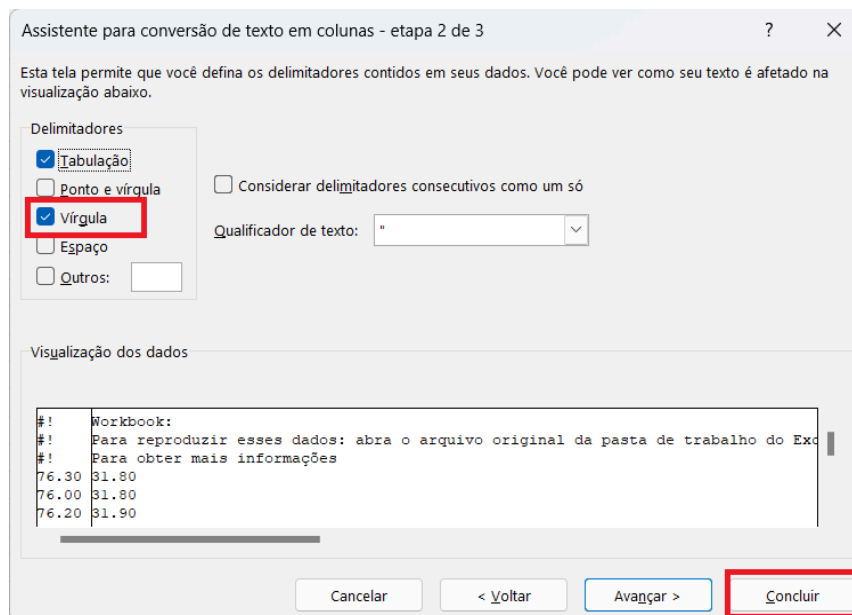 Assistente para conversão de texto em colunas - etapa 2 de 3 ? ×
Esta tela permite que você defina os delimitadores contidos em seus dados. Você pode ver como seu texto é afetado na
visualização abaixo.
Delimitadores
Tabulação
Ponto e vírgula
Vírgula
Espaço
Outros:
Considerar delimitadores consecutivos como um só
Qualificador de texto: "
Visualização dos dados
#! Workbook:
#! Para reproduzir esses dados: abra o arquivo original da pasta de trabalho do Exc
#! Para obter mais informações
76.30 31.80
76.00 31.80
76.20 31.90
Cancelar < Voltar Avançar > Concluir